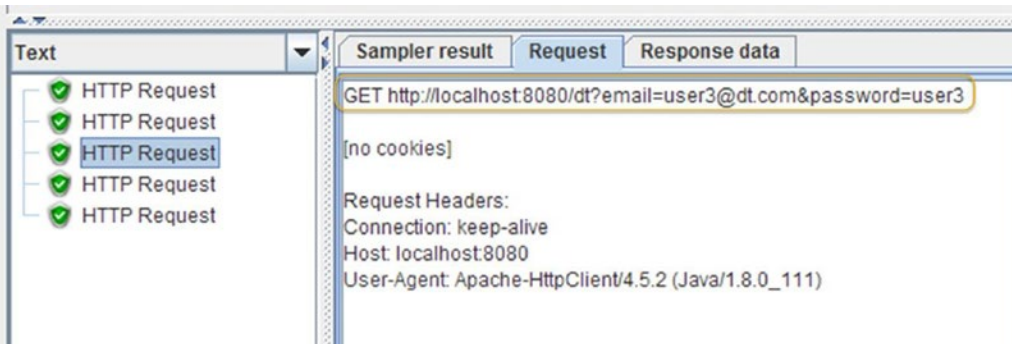 Text
HTTP Request
HTTP Request
HTTP Request
HTTP Request
HTTP Request
Sampler result Request Response data
GET http://localhost:8080/dt?email=user3@dt.com&password=user3
[no cookies]
Request Headers:
Connection: keep-alive
Host: localhost:8080
User-Agent: Apache-HttpClient/4.5.2 (Java/1.8.0_111)